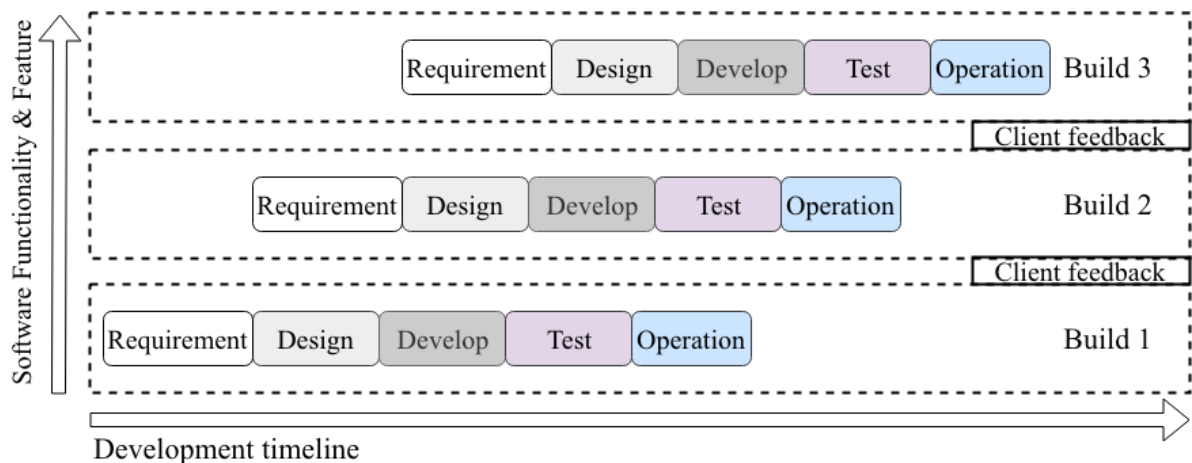 Software Functionality & Feature
Requirement Design Develop Test Operation Build 3
Client feedback
Requirement Design Develop Test Operation Build 2
Client feedback
Requirement Design Develop Test Operation Build 1
Development timeline